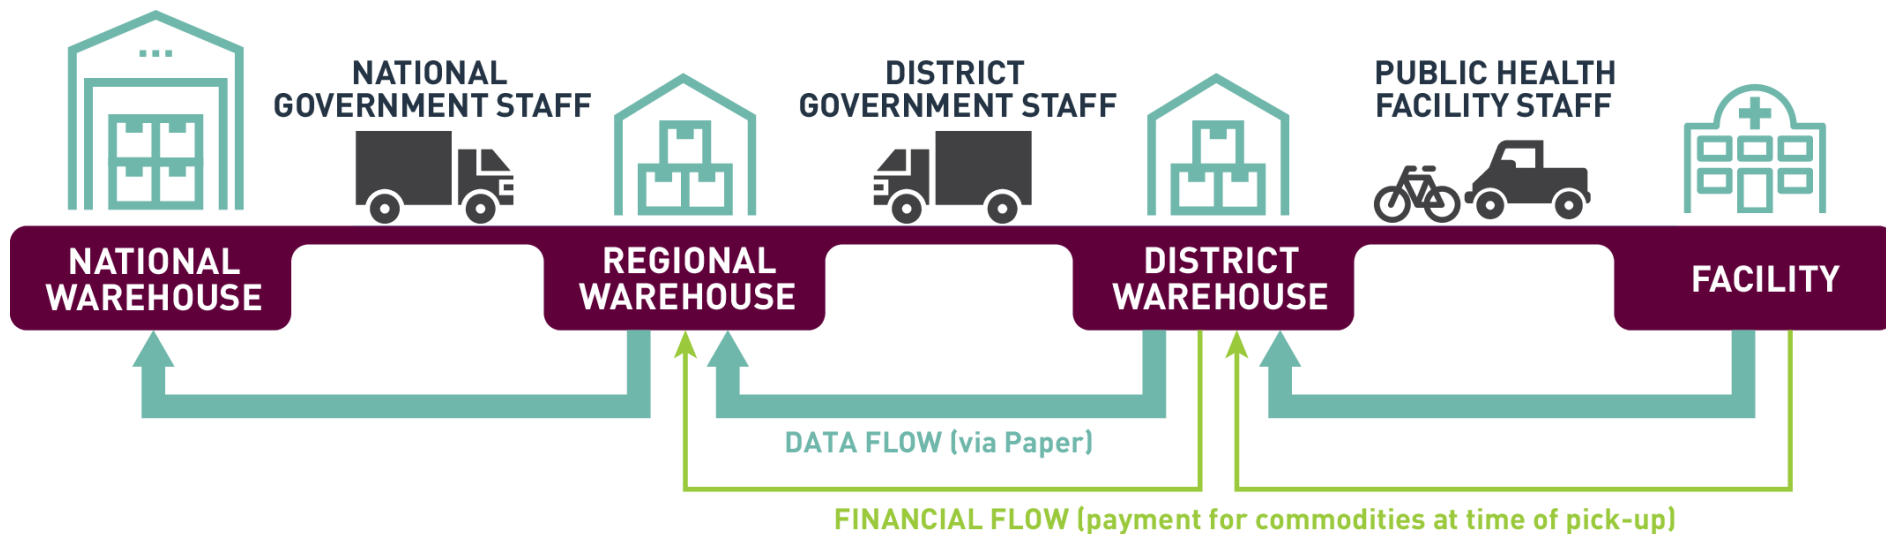 NATIONAL
GOVERNMENT STAFF
DISTRICT
GOVERNMENT STAFF
PUBLIC HEALTH
FACILITY STAFF
NATIONAL
WAREHOUSE
REGIONAL
WAREHOUSE
DISTRICT
WAREHOUSE
FACILITY
DATA FLOW (via Paper)
FINANCIAL FLOW (payment for commodities at time of pick-up)